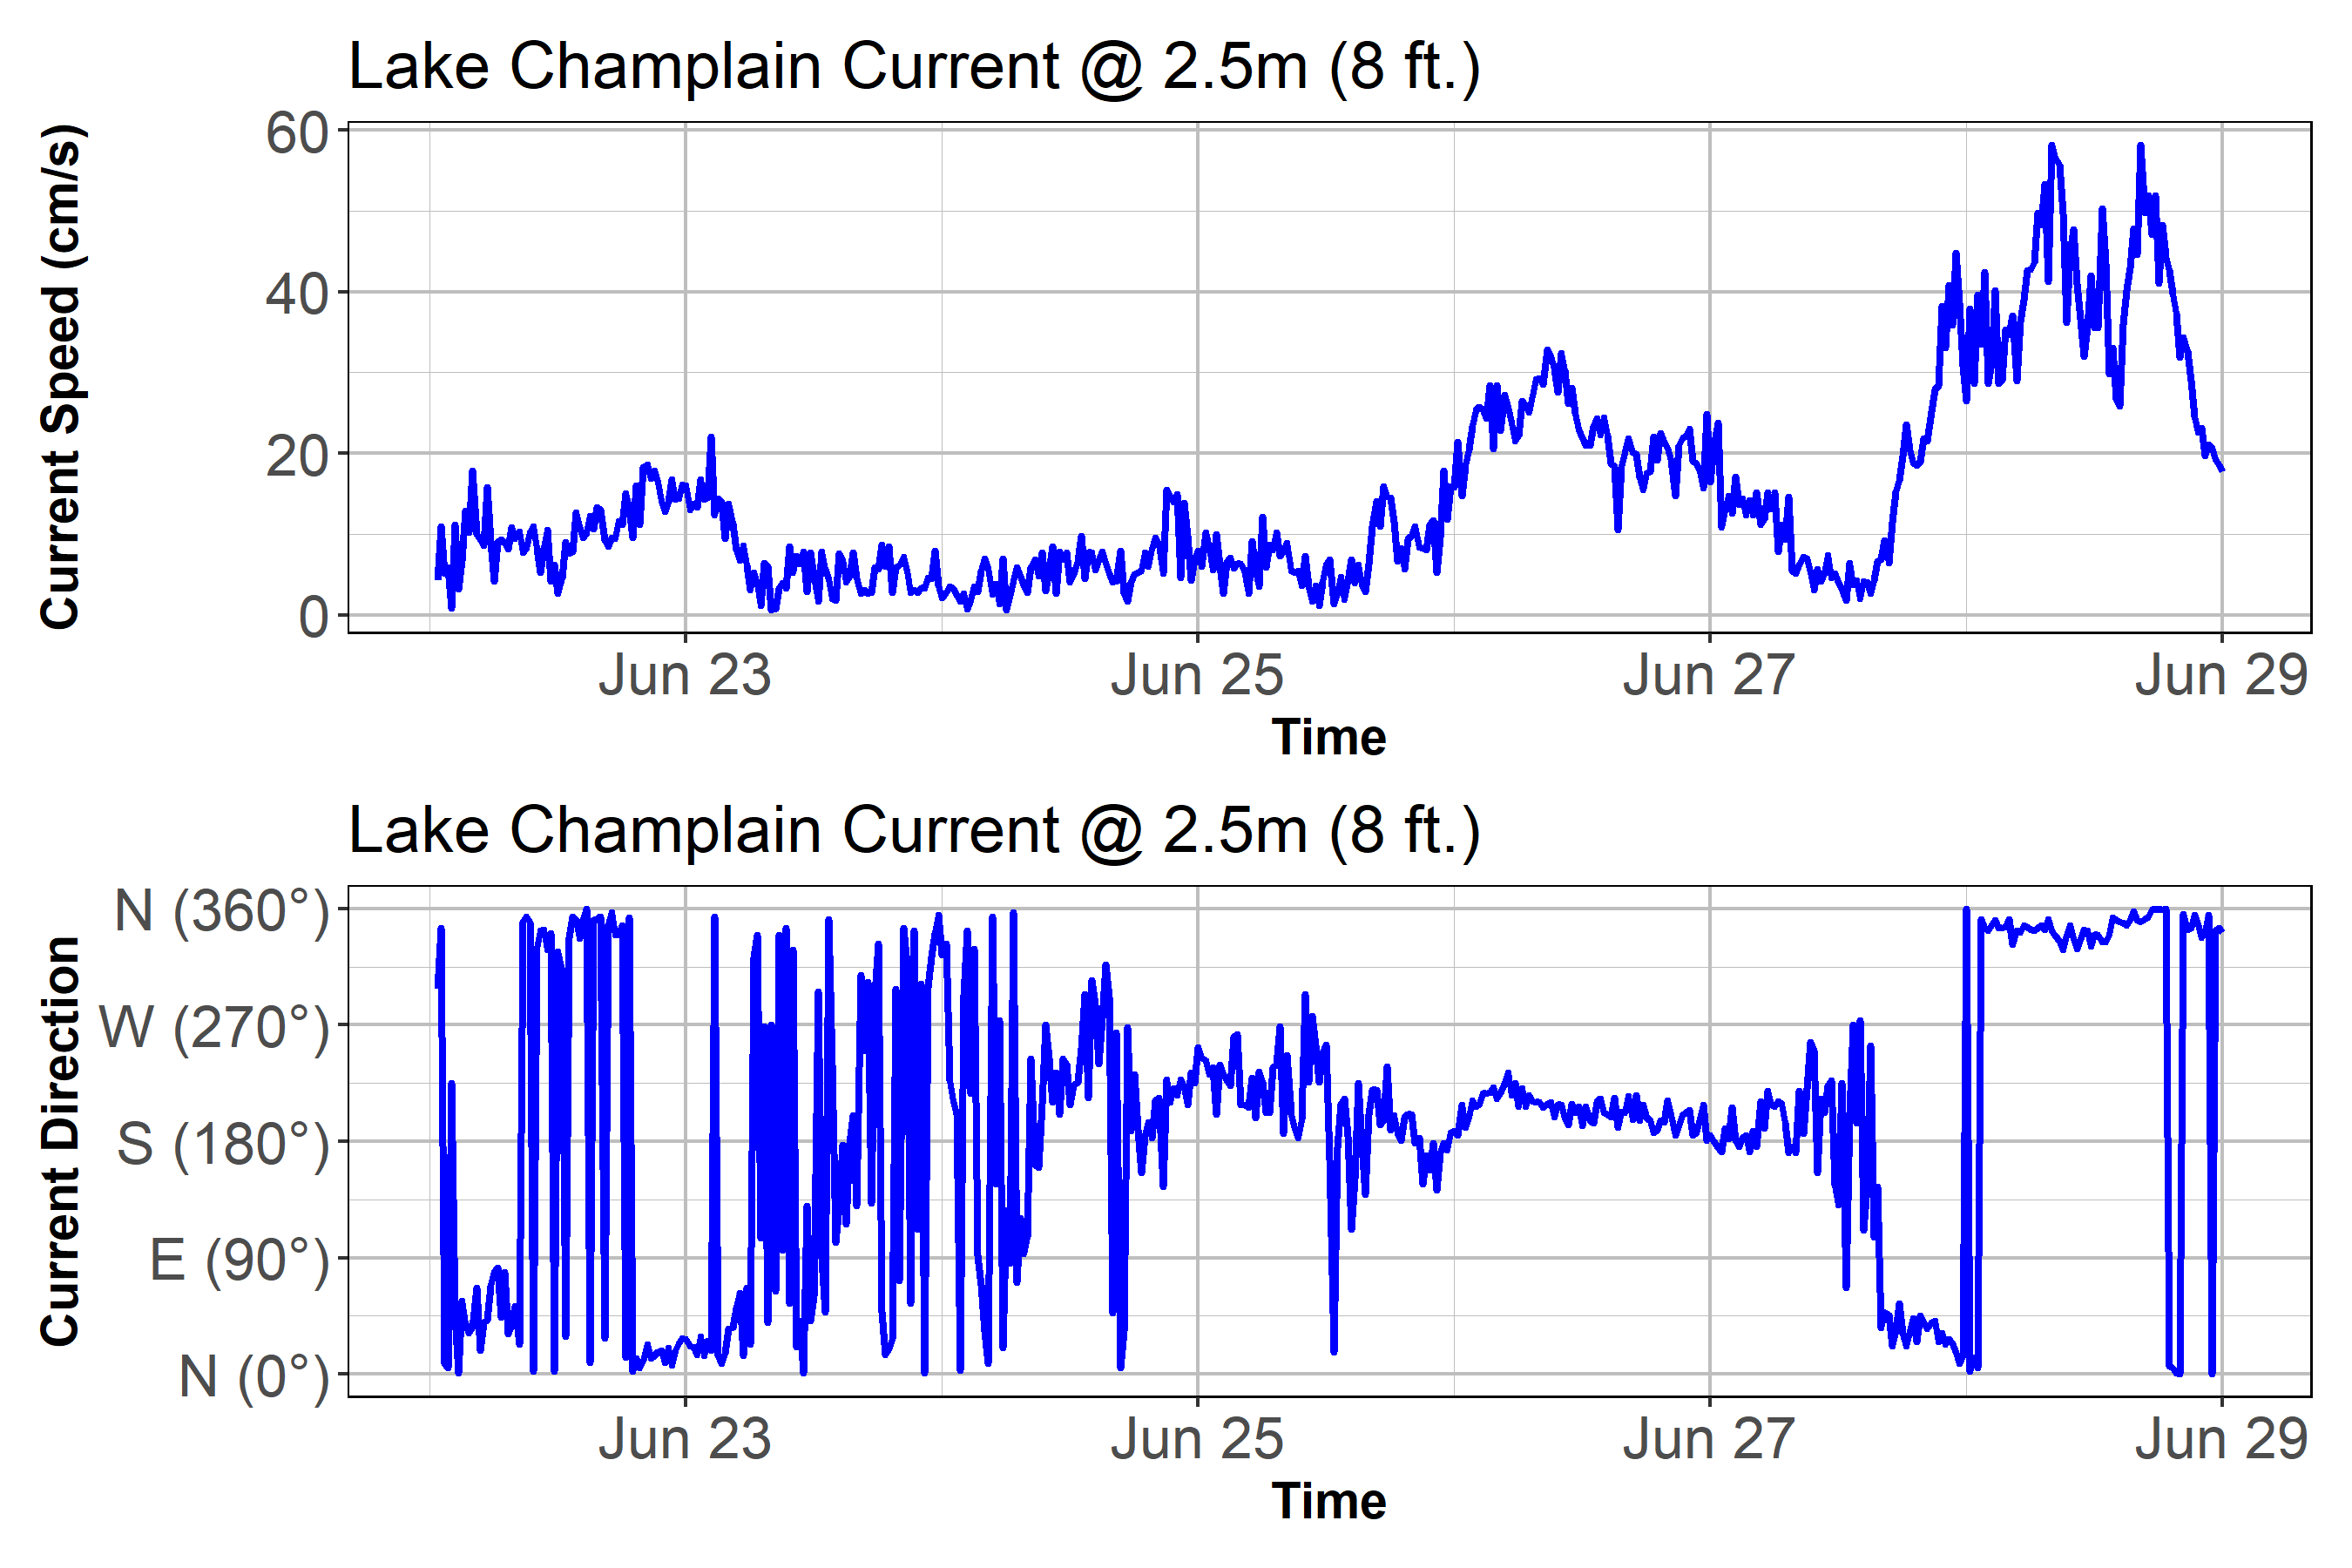 Lake Champlain Current @ 2.5m (8 ft.)
Current Speed (cm/s)
60
40
20
0
Jun 23 Jun 25 Jun 27 Jun 29
Time
Lake Champlain Current @ 2.5m (8 ft.)
Current Direction
N (360°)
W (270°)
S (180°)
E (90°)
N (0°)
Jun 23 Jun 25 Jun 27 Jun 29
Time